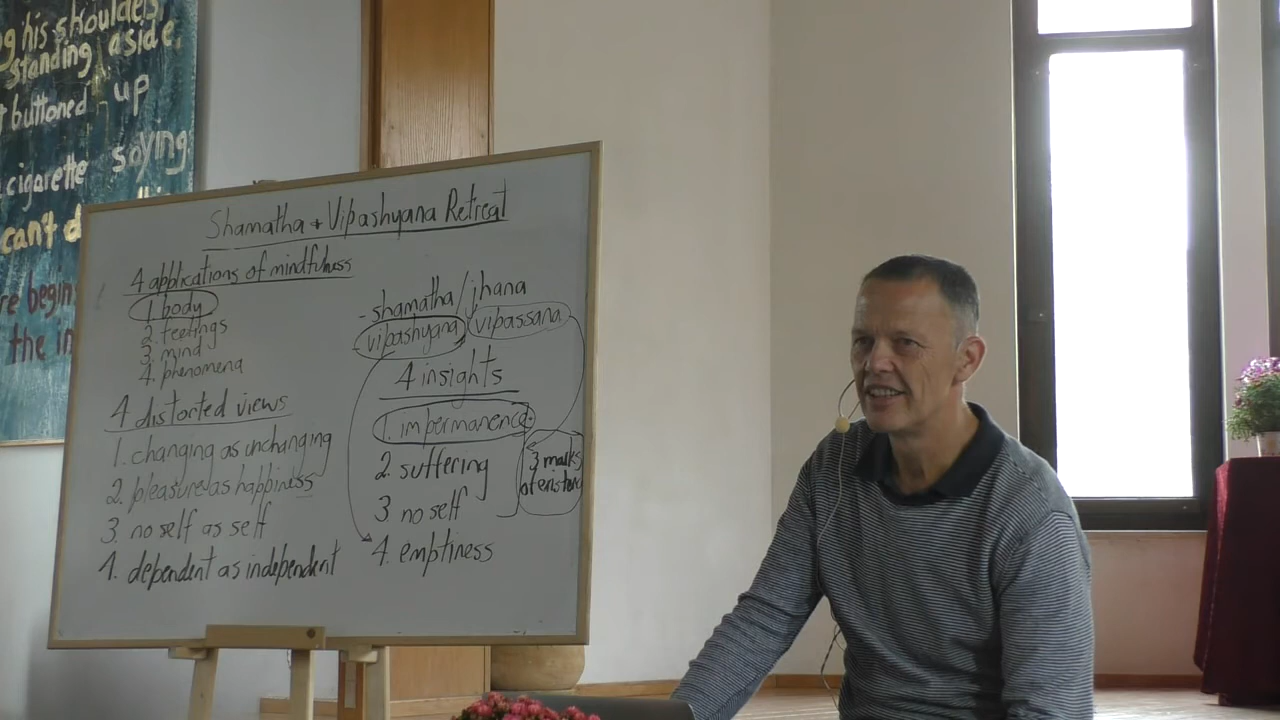 g his shoulders,
standing aside,
buttoned up
cigarette saying
can't d
re begin
the in
Shamatha + Vipashyana Retreat
4 applications of mindfulness
1. body
2. feelings
3. mind
4. phenomena
4 distorted views
1. changing as unchanging
2. pleasure as happiness
3. no self as self
4. dependent as independent
- shamatha/jhana
- vipashyana vipassana
4 insights
1. impermanence
2. suffering
3. no self
4. emptiness
3 marks
of existence